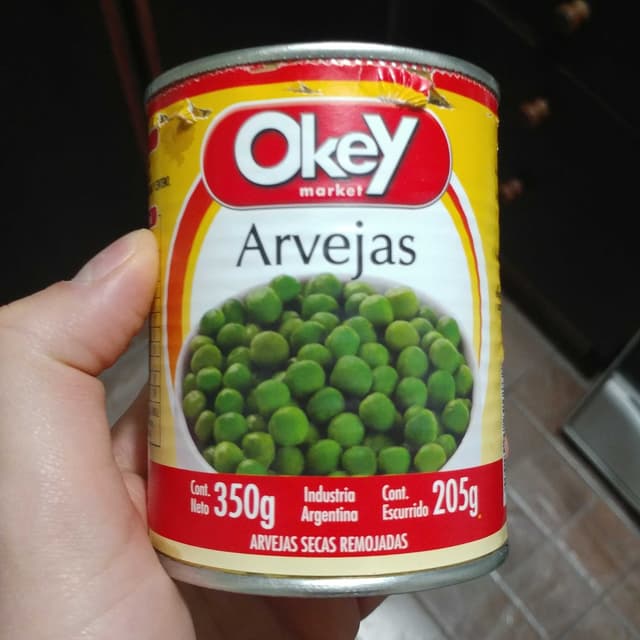 Okey
market
Arvejas
Cont.
Neto 350g
Industria
Argentina
Cont.
Escurrido 205g
ARVEJAS SECAS REMOJADAS